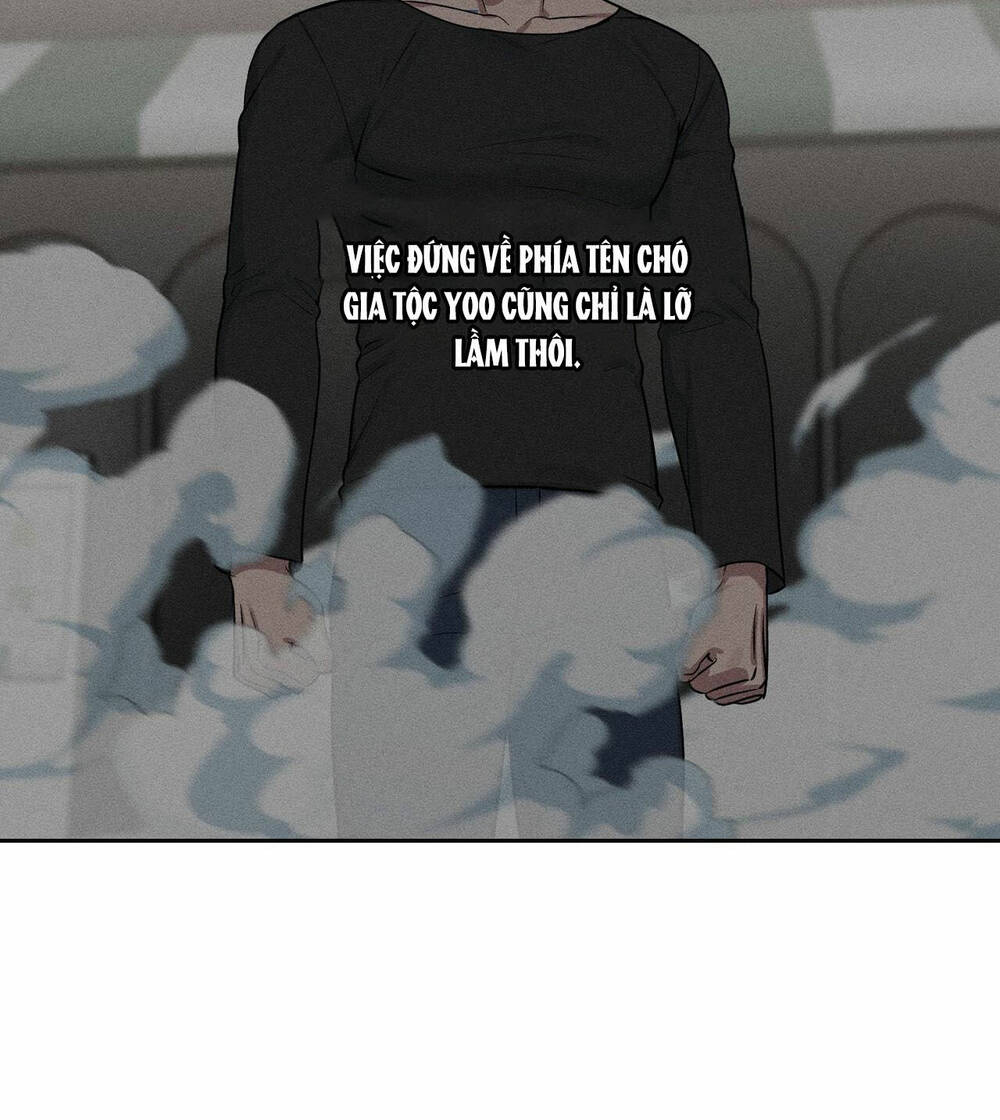 VIỆC ĐỨNG VỀ PHÍA TÊN CHÓ
GIA TỘC YOO CŨNG CHỈ LÀ LỠ
LẦM THÔI.